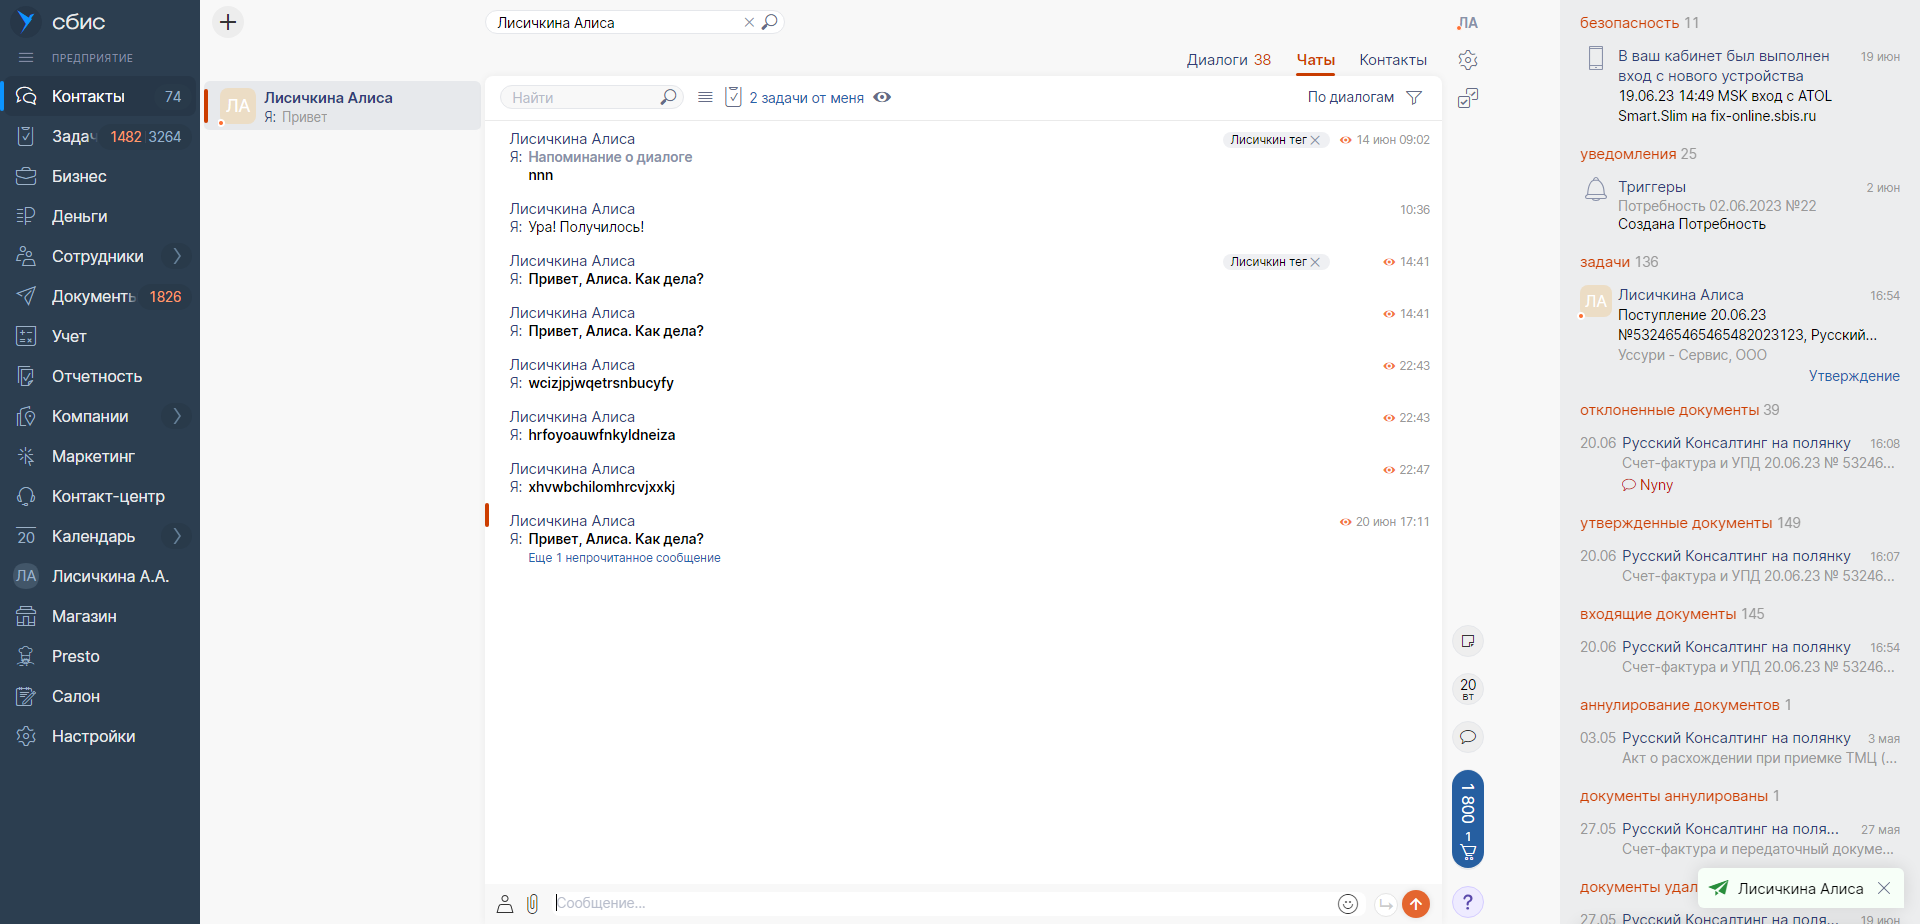 сбис
ПРЕДПРИЯТИЕ
Контакты 74
Задач 1482 3264
Бизнес
Деньги
Сотрудники
Документы 1826
Учет
Отчетность
Компании
Маркетинг
Контакт-центр
20 Календарь
ЛА Лисичкина А.А.
Магазин
Presto
Салон
Настройки
Лисичкина Алиса
Диалоги 38 Чаты Контакты
ЛА Лисичкина Алиса
Я: Привет
Найти 2 задачи от меня По диалогам
Лисичкина Алиса Лисичкин тег 14 июн 09:02
Я: Напоминание о диалоге
nnn
Лисичкина Алиса 10:36
Я: Ура! Получилось!
Лисичкина Алиса Лисичкин тег 14:41
Я: Привет, Алиса. Как дела?
Лисичкина Алиса 14:41
Я: Привет, Алиса. Как дела?
Лисичкина Алиса 22:43
Я: wcizjpjwqetrsnbucyfy
Лисичкина Алиса 22:43
Я: hrfoyoauwfnkyldneiza
Лисичкина Алиса 22:47
Я: xhvwbchilomhrcvjxxkj
Лисичкина Алиса 20 июн 17:11
Я: Привет, Алиса. Как дела?
Еще 1 непрочитанное сообщение
Сообщение...
ЛА
20
ВТ
1 800
1
?
безопасность 11
В ваш кабинет был выполнен 19 июн
вход с нового устройства
19.06.23 14:49 MSK вход с ATOL
Smart.Slim на fix-online.sbis.ru
уведомления 25
Триггеры 2 июн
Потребность 02.06.2023 №22
Создана Потребность
задачи 136
ЛА Лисичкина Алиса 16:54
Поступление 20.06.23
№532465465465482023123, Русский...
Уссури - Сервис, ООО
Утверждение
отклоненные документы 39
20.06 Русский Консалтинг на полянку 16:08
Счет-фактура и УПД 20.06.23 № 53246...
Nyny
утвержденные документы 149
20.06 Русский Консалтинг на полянку 16:07
Счет-фактура и УПД 20.06.23 № 53246...
входящие документы 145
20.06 Русский Консалтинг на полянку 16:54
Счет-фактура и УПД 20.06.23 № 53246...
аннулирование документов 1
03.05 Русский Консалтинг на полянку 3 мая
Акт о расхождении при приемке ТМЦ (...
документы аннулированы 1
27.05 Русский Консалтинг на поля... 27 мая
Счет-фактура и передаточный докуме...
документы удал
Лисичкина Алиса
27.05 Русский Консалтинг на поля... 19 июн